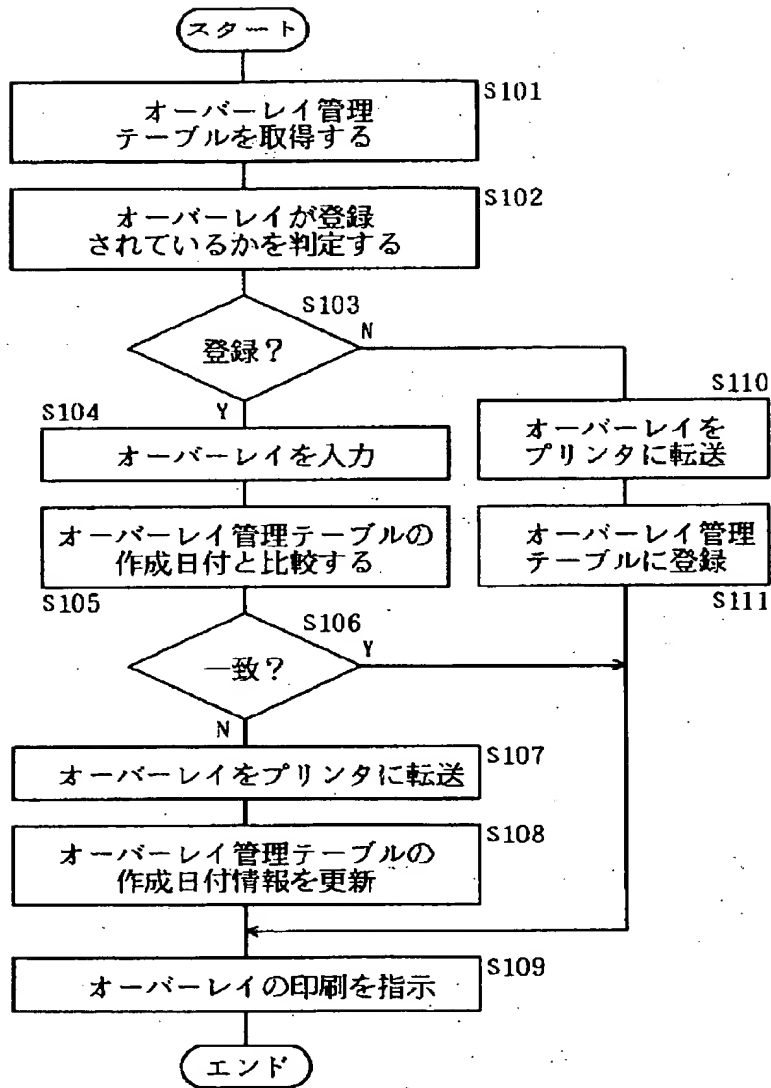 スタート
オーバーレイ管理
テーブルを取得する
S101
オーバーレイが登録
されているかを判定する
S102
S103
登録?
N
Y
S104
オーバーレイを入力
オーバーレイ管理テーブルの
作成日付と比較する
S105
S110
オーバーレイを
プリンタに転送
オーバーレイ管理
テーブルに登録
S111
S106
一致?
Y
N
オーバーレイをプリンタに転送
S107
オーバーレイ管理テーブルの
作成日付情報を更新
S108
オーバーレイの印刷を指示
S109
エンド